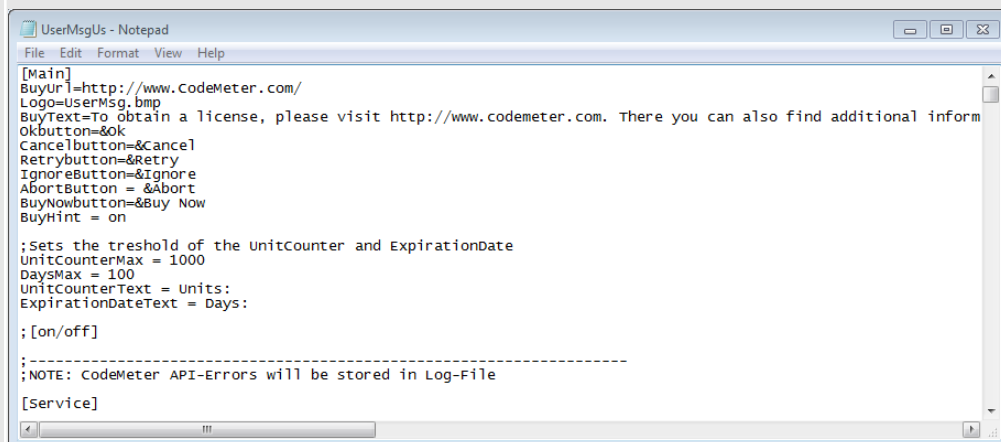 UserMsgUs - Notepad
File Edit Format View Help
[Main]
BuyUrl=http://www.CodeMeter.com/
Logo=UserMsg.bmp
BuyText=To obtain a license, please visit http://www.codemeter.com. There you can also find additional inform
Okbutton=&Ok
Cancelbutton=&Cancel
Retrybutton=&Retry
IgnoreButton=&Ignore
AbortButton = &Abort
BuyNowbutton=&Buy Now
BuyHint = on
;Sets the treshold of the UnitCounter and ExpirationDate
UnitCounterMax = 1000
DaysMax = 100
UnitCounterText = Units:
ExpirationDateText = Days:
;[on/off]
;--------------------------------------------------------------------
;NOTE: CodeMeter API-Errors will be stored in Log-File
[Service]